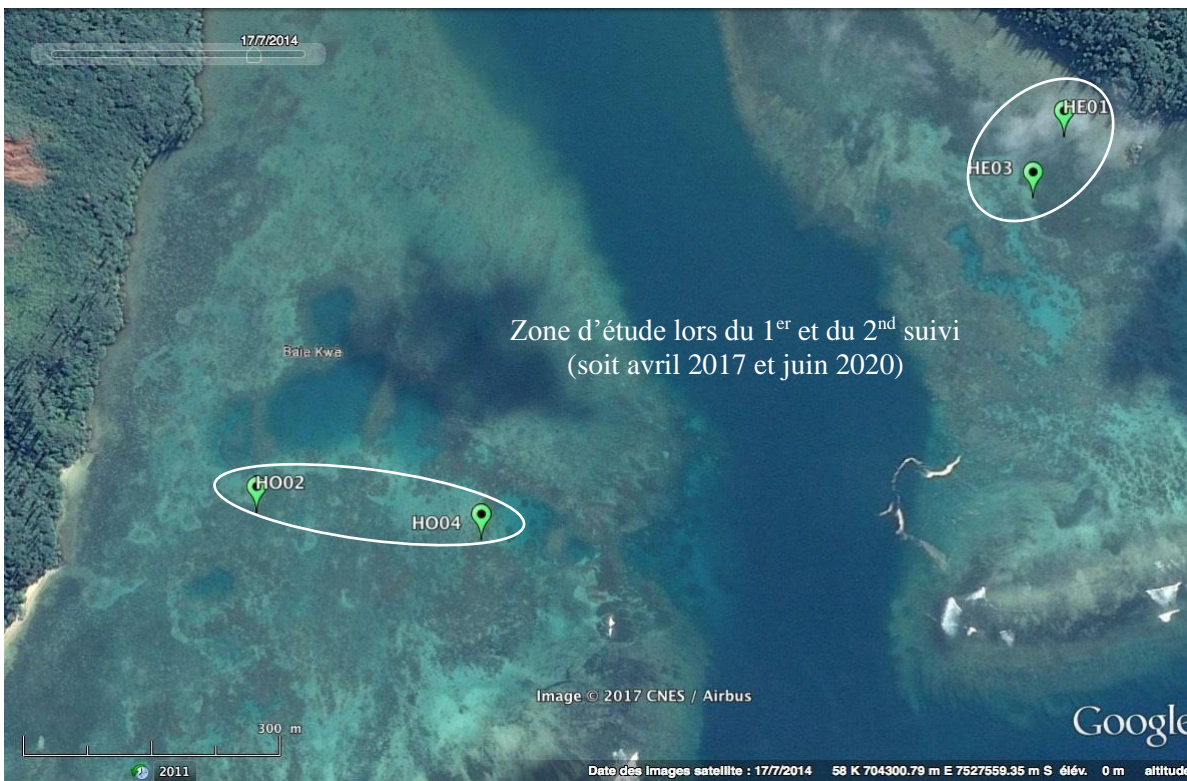 17/7/2014
HE01
HE03
Zone d'étude lors du 1er et du 2nd suivi
(soit avril 2017 et juin 2020)
Baie Kwé
HO02
HO04
Image © 2017 CNES / Airbus
Google
300 m
2011
Date des images satellite : 17/7/2014 58 K 704300.79 m E 7527559.35 m S élév. 0 m altitude